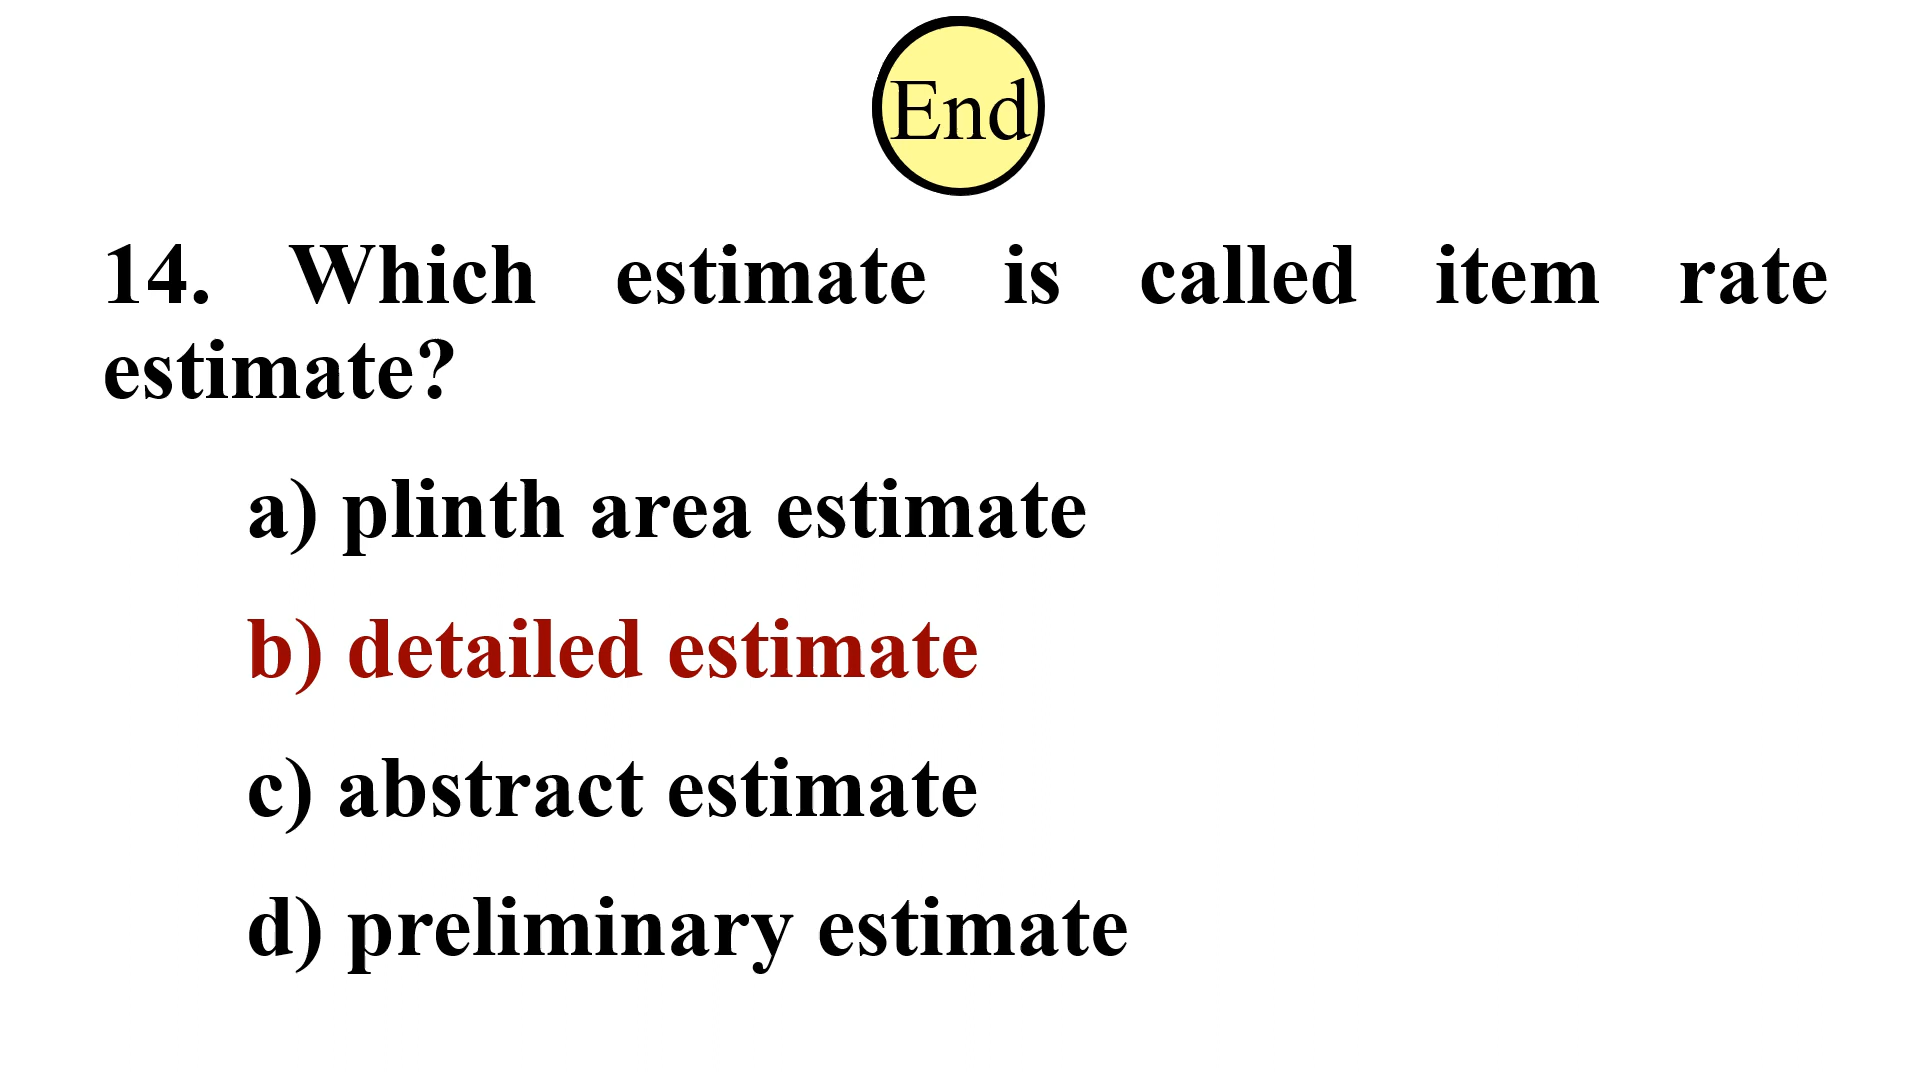 End
14. Which estimate is called item rate
estimate?
a) plinth area estimate
b) detailed estimate
c) abstract estimate
d) preliminary estimate